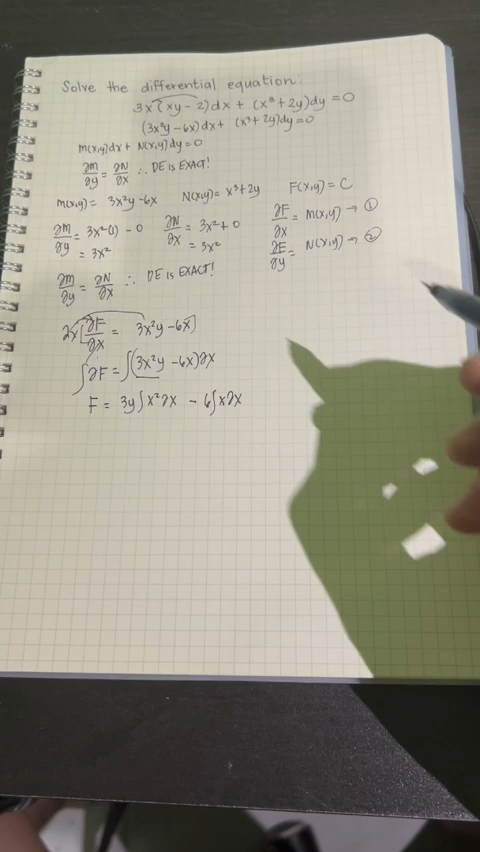 Solve the differential equation:
3x (xy - 2)dx + (x³ + 2y)dy = 0
(3x²y - 6x)dx + (x³ + 2y)dy = 0
M(x,y)dx + N(x,y)dy = 0
∂M/∂y = ∂N/∂x ∴ DE IS EXACT!
M(x,y) = 3x²y - 6x N(x,y) = x³ + 2y F(x,y) = C
∂M/∂y = 3x²(1) - 0 ∂N/∂x = 3x² + 0 ∂F/∂x = M(x,y) → ①
= 3x² = 3x² ∂F/∂y = N(x,y) → ②
∂M/∂y = ∂N/∂x ∴ DE IS EXACT!
∂x [∂F/∂x = 3x²y - 6x]
∫∂F = ∫(3x²y - 6x)∂x
F = 3y∫x²∂x - 6∫x∂x